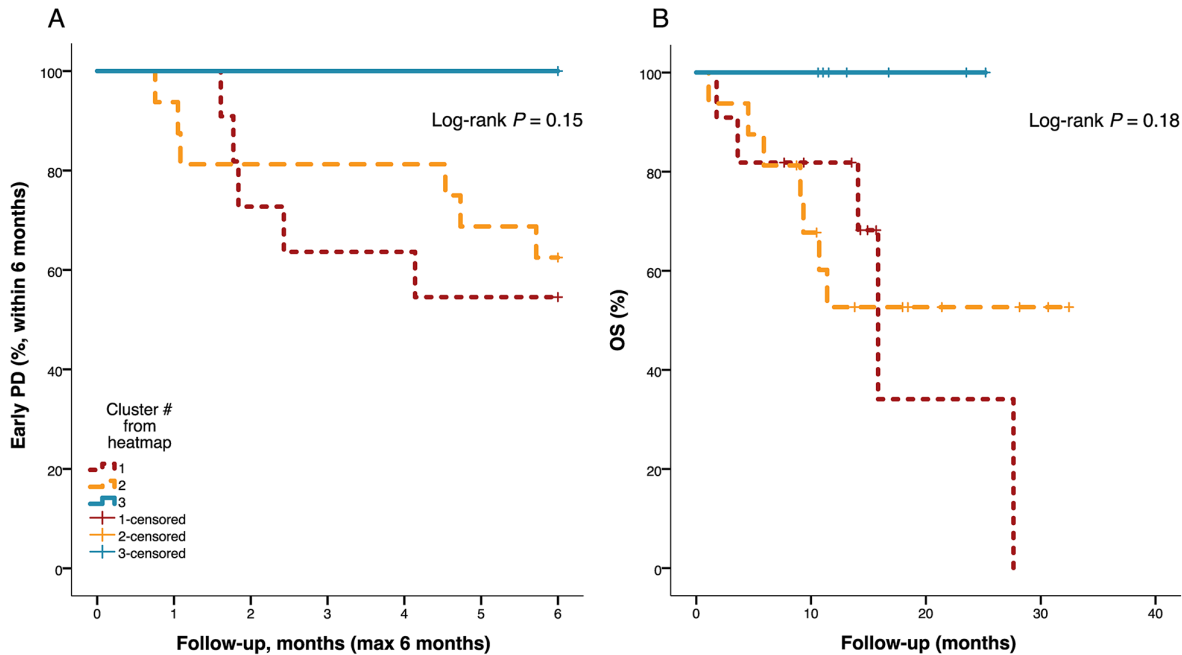 A
Early PD (%, within 6 months)
100
80
60
40
20
0
Log-rank P = 0.15
Cluster #
from
heatmap
1
2
3
1-censored
2-censored
3-censored
0 1 2 3 4 5 6
Follow-up, months (max 6 months)
B
OS (%)
100
80
60
40
20
0
Log-rank P = 0.18
0 10 20 30 40
Follow-up (months)